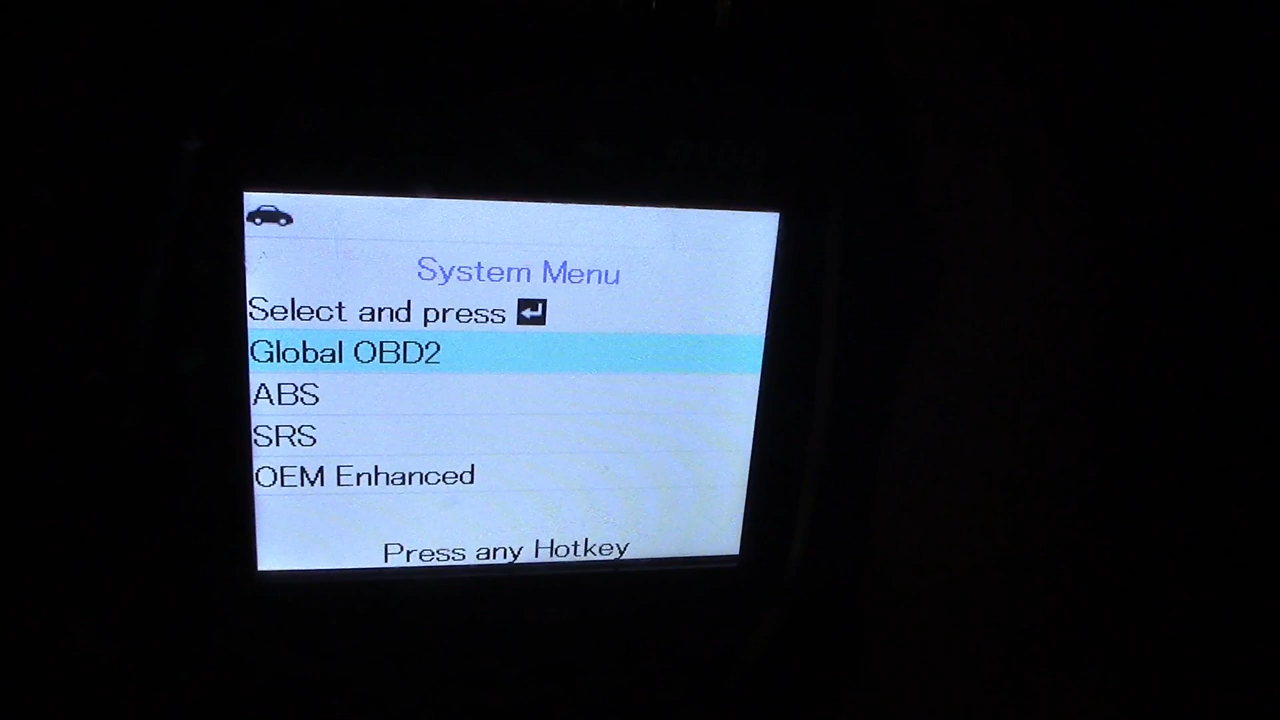 System Menu
Select and press
Global OBD2
ABS
SRS
OEM Enhanced
Press any Hotkey